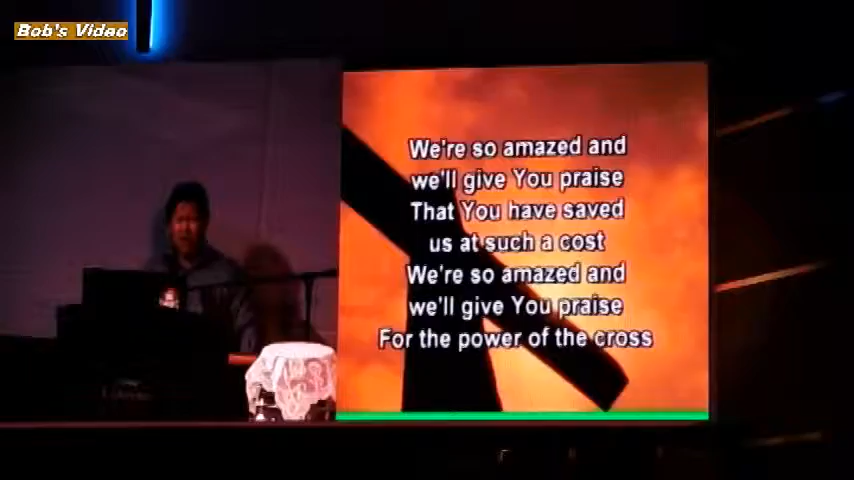 Bob's Video
We're so amazed and
we'll give You praise
That You have saved
us at such a cost
We're so amazed and
we'll give You praise
For the power of the cross